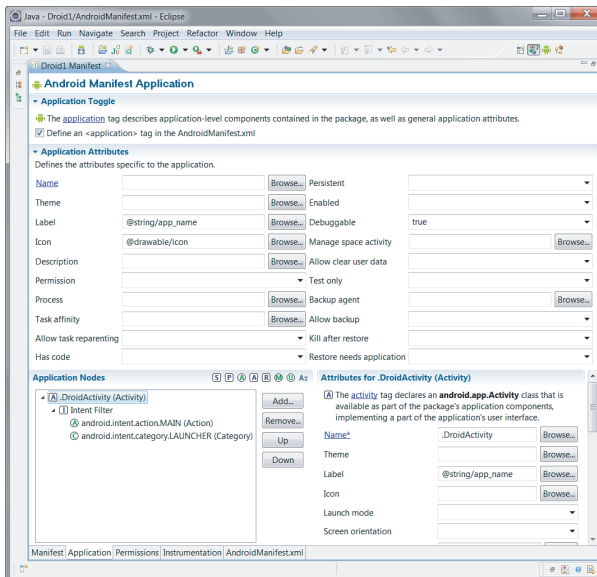 Java - Droid1/AndroidManifest.xml - Eclipse
File Edit Run Navigate Search Project Refactor Window Help
Droid1 Manifest
Android Manifest Application
Application Toggle
The application tag describes application-level components contained in the package, as well as general application attributes.
Define an <application> tag in the AndroidManifest.xml
Application Attributes
Defines the attributes specific to the application.
Name Browse... Persistent
Theme Browse... Enabled
Label @string/app_name Browse... Debuggable true
Icon @drawable/icon Browse... Manage space activity Browse...
Description Browse... Allow clear user data
Permission Test only
Process Browse... Backup agent Browse...
Task affinity Browse... Allow backup
Allow task reparenting Kill after restore
Has code Restore needs application
Application Nodes S P A A R M U Az
.DroidActivity (Activity)
Intent Filter
android.intent.action.MAIN (Action)
android.intent.category.LAUNCHER (Category)
Add...
Remove...
Up
Down
Attributes for .DroidActivity (Activity)
The activity tag declares an android.app.Activity class that is
available as part of the package's application components,
implementing a part of the application's user interface.
Name* .DroidActivity Browse...
Theme Browse...
Label @string/app_name Browse...
Icon Browse...
Launch mode
Screen orientation
Manifest Application Permissions Instrumentation AndroidManifest.xml